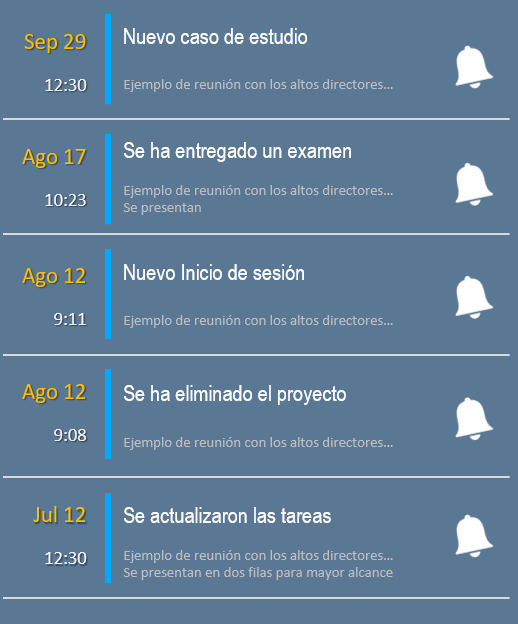 Sep 29
Nuevo caso de estudio
12:30
Ejemplo de reunión con los altos directores...
Ago 17
Se ha entregado un examen
10:23
Ejemplo de reunión con los altos directores...
Se presentan
Ago 12
Nuevo Inicio de sesión
9:11
Ejemplo de reunión con los altos directores...
Ago 12
Se ha eliminado el proyecto
9:08
Ejemplo de reunión con los altos directores...
Jul 12
Se actualizaron las tareas
12:30
Ejemplo de reunión con los altos directores...
Se presentan en dos filas para mayor alcance